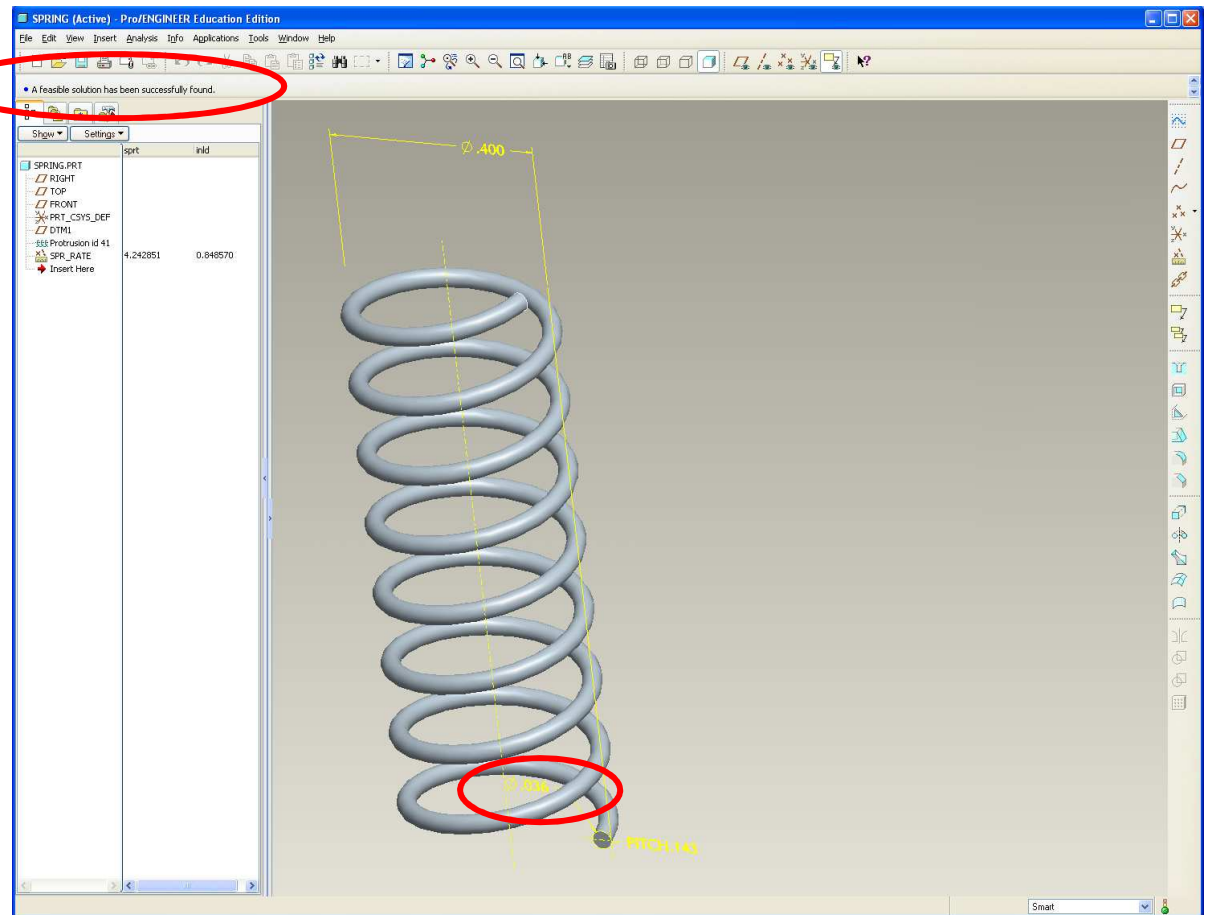 SPRING (Active) - Pro/ENGINEER Education Edition
File Edit View Insert Analysis Info Applications Tools Window Help
• A feasible solution has been successfully found.
Show Settings
sprt inld
SPRING.PRT
RIGHT
TOP
FRONT
PRT_CSYS_DEF
DTM1
Protrusion id 41
SPR_RATE 4.242851 0.848570
Insert Here
Ø .400
Ø .036
PITCH .143
Smart